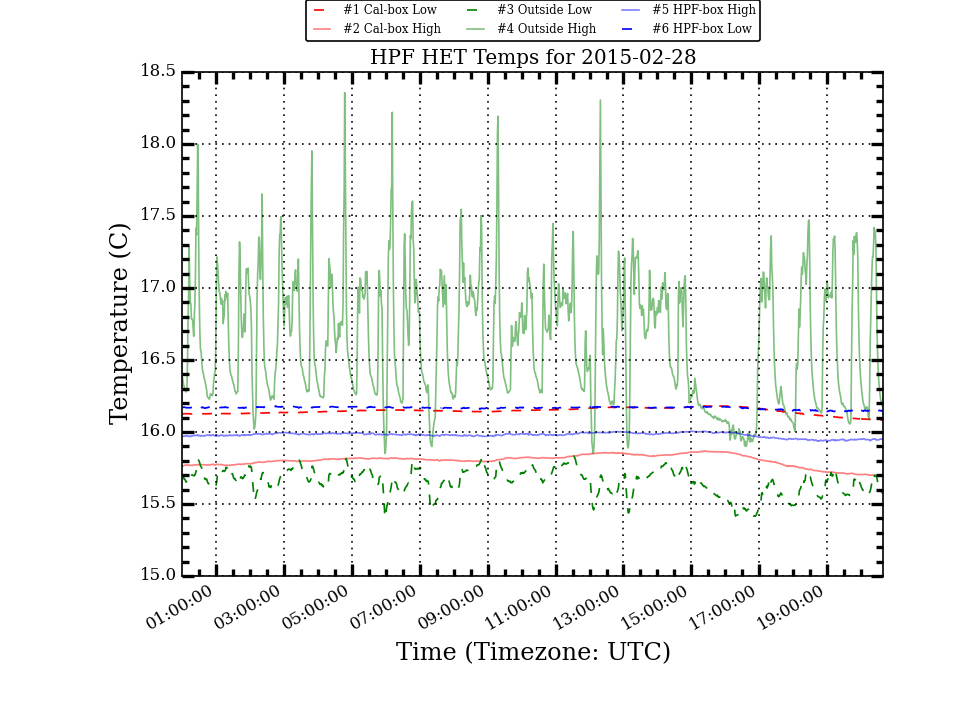 #1 Cal-box Low #3 Outside Low #5 HPF-box High
#2 Cal-box High #4 Outside High #6 HPF-box Low
HPF HET Temps for 2015-02-28
18.5
18.0
17.5
17.0
16.5
16.0
15.5
15.0
Temperature (C)
01:00:00 03:00:00 05:00:00 07:00:00 09:00:00 11:00:00 13:00:00 15:00:00 17:00:00 19:00:00
Time (Timezone: UTC)